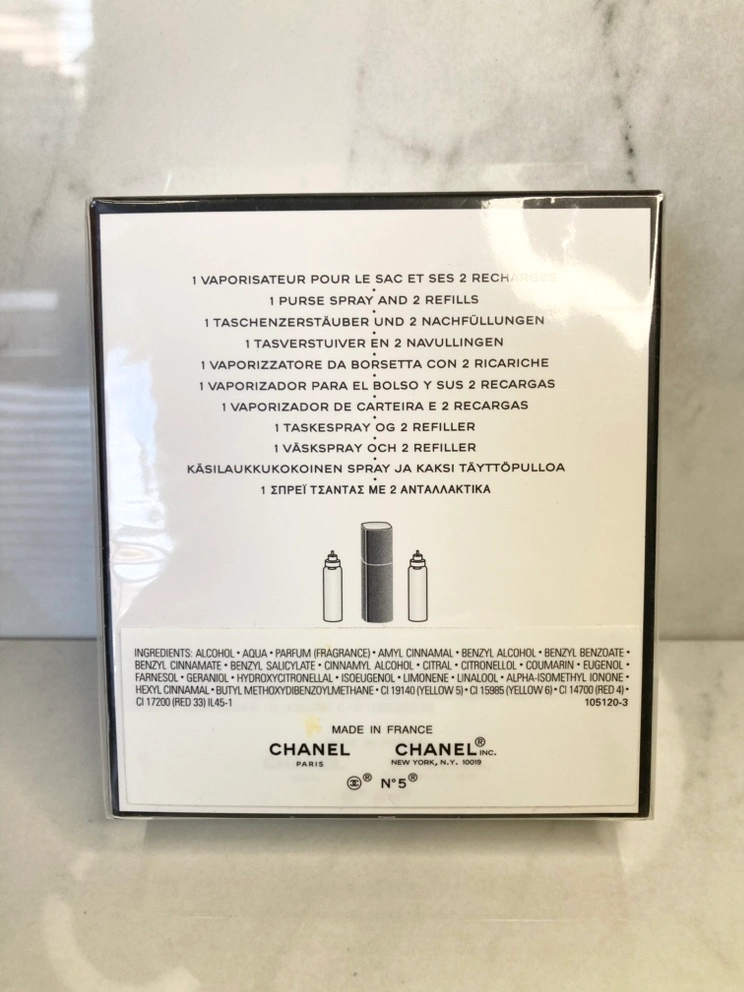 1 VAPORISATEUR POUR LE SAC ET SES 2 RECHARGES
1 PURSE SPRAY AND 2 REFILLS
1 TASCHENZERSTÄUBER UND 2 NACHFÜLLUNGEN
1 TASVERSTUIVER EN 2 NAVULLINGEN
1 VAPORIZZATORE DA BORSETTA CON 2 RICARICHE
1 VAPORIZADOR PARA EL BOLSO Y SUS 2 RECARGAS
1 VAPORIZADOR DE CARTEIRA E 2 RECARGAS
1 TASKESPRAY OG 2 REFILLER
1 VÄSKSPRAY OCH 2 REFILLER
KÄSILAUKKUKOKOINEN SPRAY JA KAKSI TÄYTTÖPULLOA
1 ΣΠΡΕΪ ΤΣΑΝΤΑΣ ΜΕ 2 ΑΝΤΑΛΛΑΚΤΙΚΑ
INGREDIENTS: ALCOHOL • AQUA • PARFUM (FRAGRANCE) • AMYL CINNAMAL • BENZYL ALCOHOL • BENZYL BENZOATE •
BENZYL CINNAMATE • BENZYL SALICYLATE • CINNAMYL ALCOHOL • CITRAL • CITRONELLOL • COUMARIN • EUGENOL •
FARNESOL • GERANIOL • HYDROXYCITRONELLAL • ISOEUGENOL • LIMONENE • LINALOOL • ALPHA-ISOMETHYL IONONE •
HEXYL CINNAMAL • BUTYL METHOXYDIBENZOYLMETHANE • CI 19140 (YELLOW 5) • CI 15985 (YELLOW 6) • CI 14700 (RED 4) •
CI 17200 (RED 33) IL45-1 105120-3
MADE IN FRANCE
CHANEL CHANEL® INC.
PARIS NEW YORK, N.Y. 10019
® N°5®